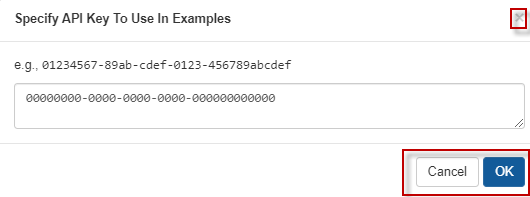 Specify API Key To Use In Examples
×
e.g., 01234567-89ab-cdef-0123-456789abcdef
00000000-0000-0000-0000-000000000000
Cancel OK